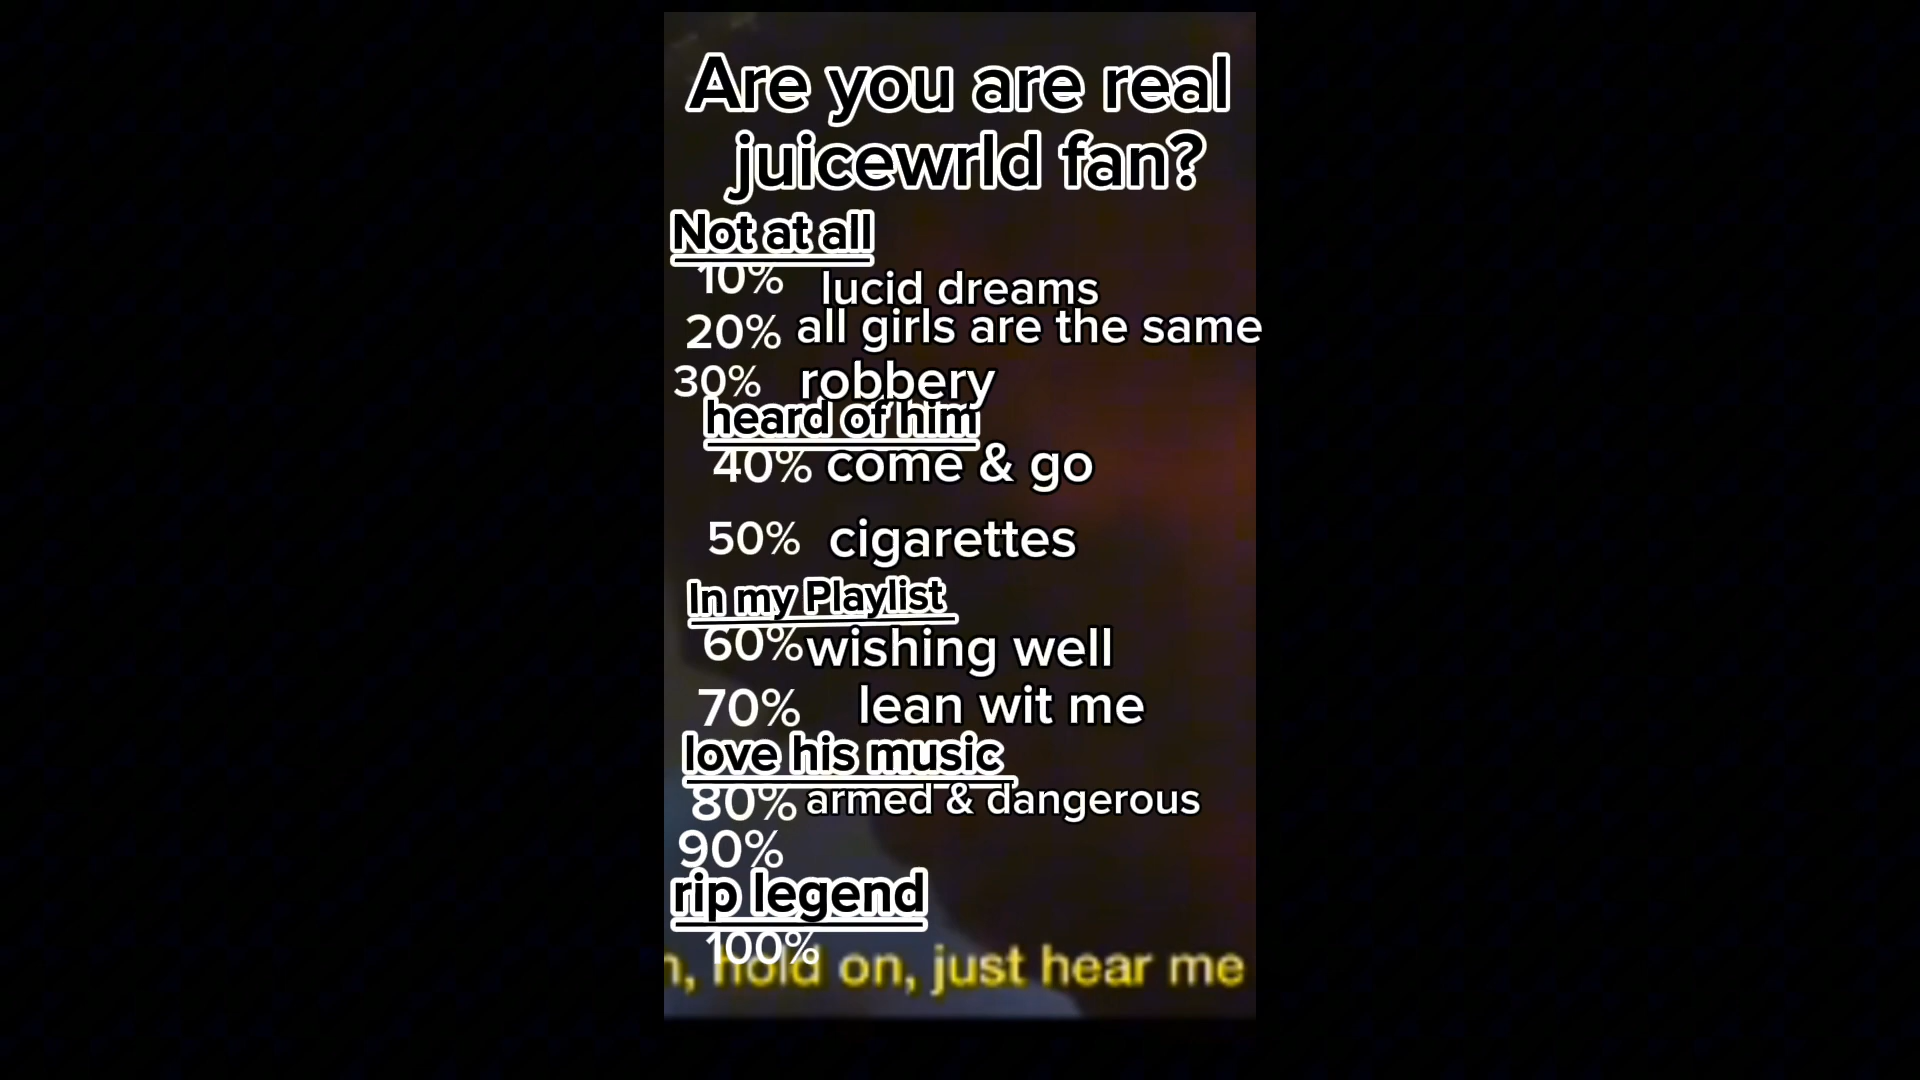 Are you are real
juicewrld fan?
Not at all
10% lucid dreams
20% all girls are the same
30% robbery
heard of him
40% come & go
50% cigarettes
In my Playlist
60% wishing well
70% lean wit me
love his music
80% armed & dangerous
90%
rip legend
100%
, hold on, just hear me